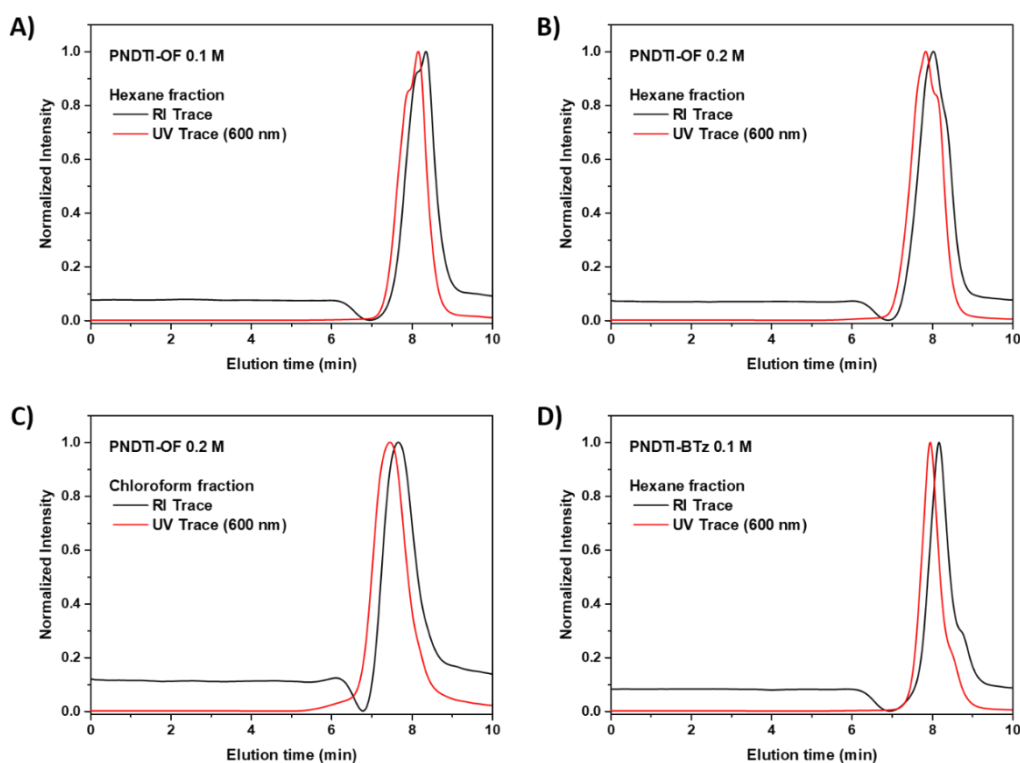 A)
PNDTI-OF 0.1 M
Hexane fraction
RI Trace
UV Trace (600 nm)
Normalized Intensity
1.0
0.8
0.6
0.4
0.2
0.0
0 2 4 6 8 10
Elution time (min)
B)
PNDTI-OF 0.2 M
Hexane fraction
RI Trace
UV Trace (600 nm)
Normalized Intensity
1.0
0.8
0.6
0.4
0.2
0.0
0 2 4 6 8 10
Elution time (min)
C)
PNDTI-OF 0.2 M
Chloroform fraction
RI Trace
UV Trace (600 nm)
Normalized Intensity
1.0
0.8
0.6
0.4
0.2
0.0
0 2 4 6 8 10
Elution time (min)
D)
PNDTI-BTz 0.1 M
Hexane fraction
RI Trace
UV Trace (600 nm)
Normalized Intensity
1.0
0.8
0.6
0.4
0.2
0.0
0 2 4 6 8 10
Elution time (min)